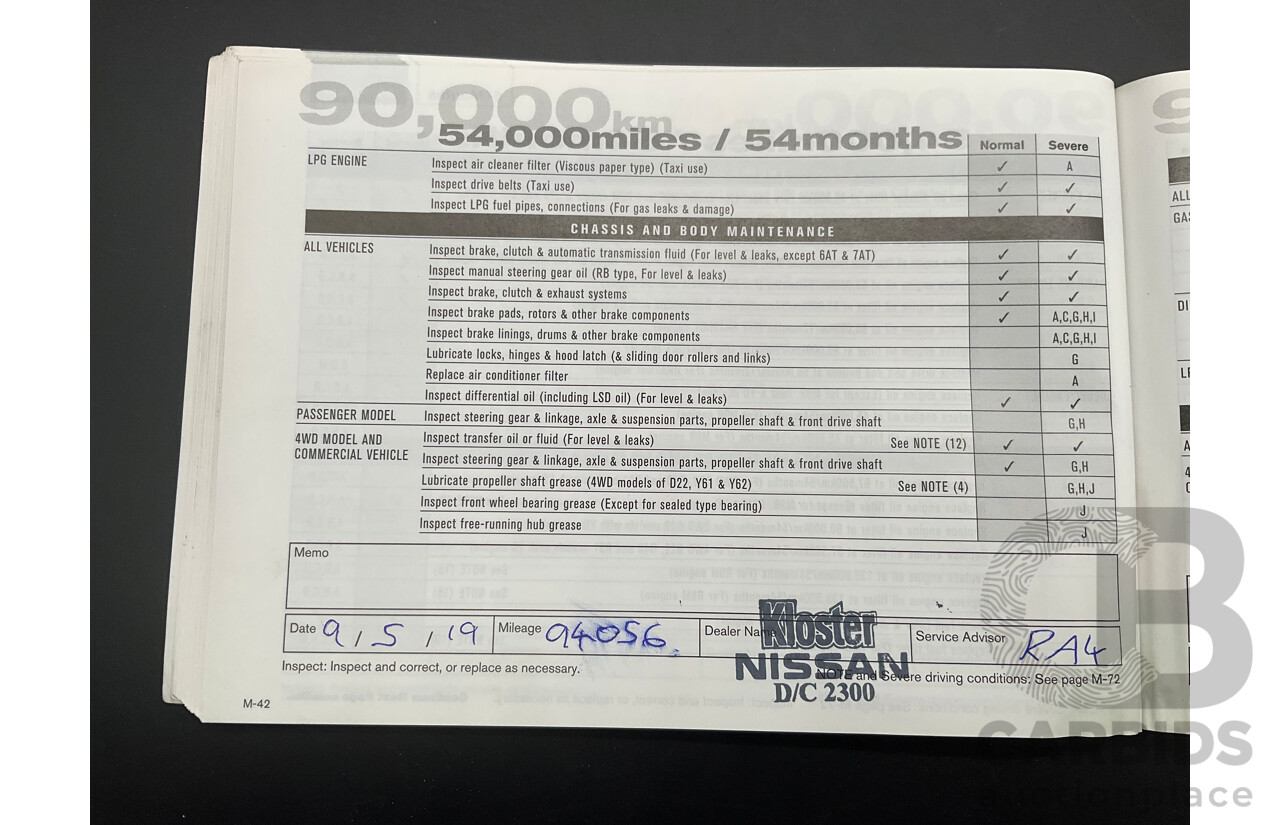 90,000km
54,000miles / 54months
Normal Severe
LPG ENGINE Inspect air cleaner filter (Viscous paper type) (Taxi use) ✓ A
Inspect drive belts (Taxi use) ✓ ✓
Inspect LPG fuel pipes, connections (For gas leaks & damage) ✓ ✓
CHASSIS AND BODY MAINTENANCE
ALL VEHICLES Inspect brake, clutch & automatic transmission fluid (For level & leaks, except 6AT & 7AT) ✓ ✓
Inspect manual steering gear oil (RB type, For level & leaks) ✓ ✓
Inspect brake, clutch & exhaust systems ✓ ✓
Inspect brake pads, rotors & other brake components ✓ A,C,G,H,I
Inspect brake linings, drums & other brake components A,C,G,H,I
Lubricate locks, hinges & hood latch (& sliding door rollers and links) G
Replace air conditioner filter A
Inspect differential oil (including LSD oil) (For level & leaks) ✓ ✓
PASSENGER MODEL Inspect steering gear & linkage, axle & suspension parts, propeller shaft & front drive shaft G,H
4WD MODEL AND Inspect transfer oil or fluid (For level & leaks) See NOTE (12) ✓ ✓
COMMERCIAL VEHICLE Inspect steering gear & linkage, axle & suspension parts, propeller shaft & front drive shaft ✓ G,H
Lubricate propeller shaft grease (4WD models of D22, Y61 & Y62) See NOTE (4) G,H,J
Inspect front wheel bearing grease (Except for sealed type bearing) J
Inspect free-running hub grease J
Memo
Date 9 / 5 / 19 Mileage 94056 Dealer Name Kloster Service Advisor RA4
NISSAN
D/C 2300
Inspect: Inspect and correct, or replace as necessary. NOTE and Severe driving conditions: See page M-72
M-42
CARBIDS
auctionplace